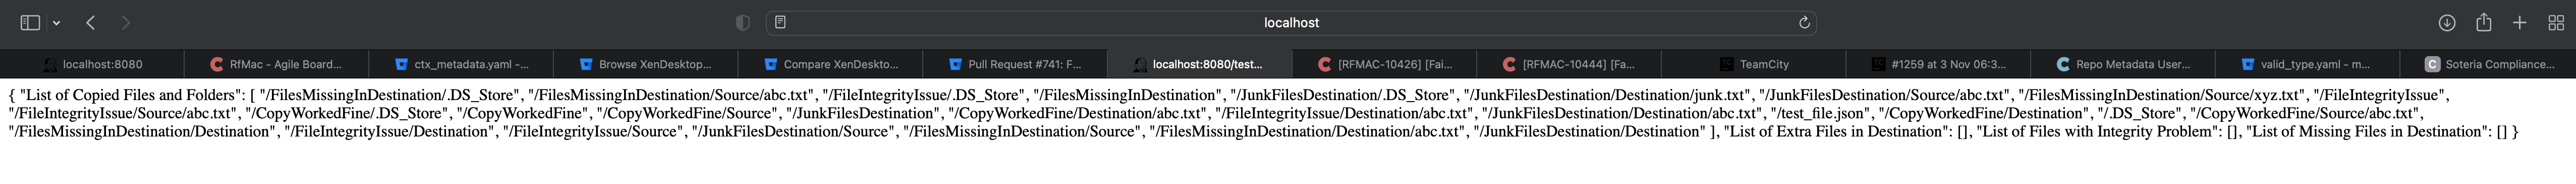 localhost
localhost:8080
RfMac - Agile Board...
ctx_metadata.yaml -...
Browse XenDesktop...
Compare XenDeskto...
Pull Request #741: F...
localhost:8080/test...
[RFMAC-10426] [Fai...
[RFMAC-10444] [Fa...
TeamCity
#1259 at 3 Nov 06:3...
Repo Metadata User...
valid_type.yaml - m...
Soteria Compliance...
{ "List of Copied Files and Folders": [ "/FilesMissingInDestination/.DS_Store", "/FilesMissingInDestination/Source/abc.txt", "/FileIntegrityIssue/.DS_Store", "/FilesMissingInDestination", "/JunkFilesDestination/.DS_Store", "/JunkFilesDestination/Destination/junk.txt", "/JunkFilesDestination/Source/abc.txt", "/FilesMissingInDestination/Source/xyz.txt", "/FileIntegrityIssue",
"/FileIntegrityIssue/Source/abc.txt", "/CopyWorkedFine/.DS_Store", "/CopyWorkedFine", "/CopyWorkedFine/Source", "/JunkFilesDestination", "/CopyWorkedFine/Destination/abc.txt", "/FileIntegrityIssue/Destination/abc.txt", "/JunkFilesDestination/Destination/abc.txt", "/test_file.json", "/CopyWorkedFine/Destination", "/.DS_Store", "/CopyWorkedFine/Source/abc.txt",
"/FilesMissingInDestination/Destination", "/FileIntegrityIssue/Destination", "/FileIntegrityIssue/Source", "/JunkFilesDestination/Source", "/FilesMissingInDestination/Source", "/FilesMissingInDestination/Destination/abc.txt", "/JunkFilesDestination/Destination" ], "List of Extra Files in Destination": [], "List of Files with Integrity Problem": [], "List of Missing Files in Destination": [] }